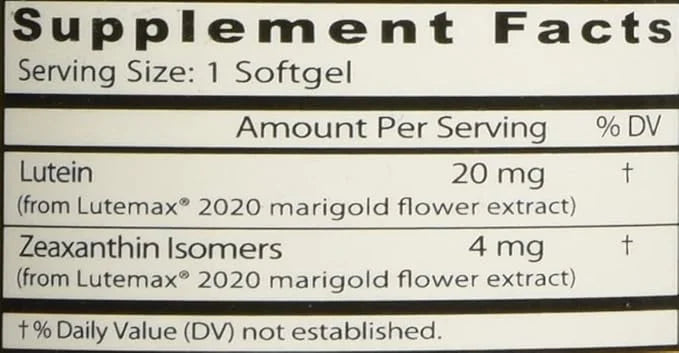 Supplement Facts
Serving Size: 1 Softgel
Amount Per Serving % DV
Lutein 20 mg †
(from Lutemax® 2020 marigold flower extract)
Zeaxanthin Isomers 4 mg †
(from Lutemax® 2020 marigold flower extract)
†% Daily Value (DV) not established.